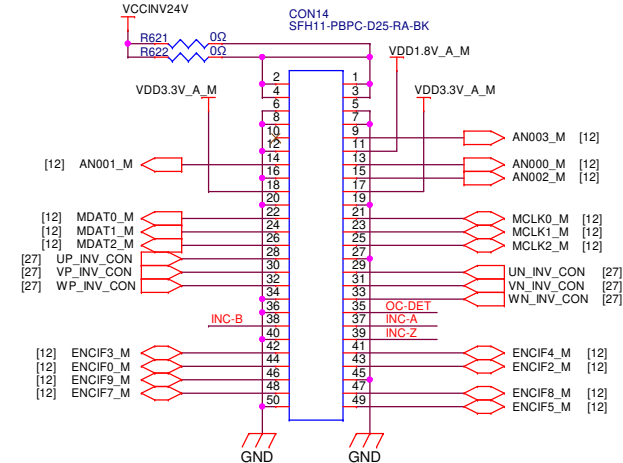 VCCINV24V
CON14
SFH11-PBPC-D25-RA-BK
R621 0Ω
R622 0Ω
VDD1.8V_A_M
VDD3.3V_A_M VDD3.3V_A_M
2 1
4 3
6 5
8 7
10 9 AN003_M [12]
12 11
[12] AN001_M 14 13 AN000_M [12]
16 15 AN002_M [12]
18 17
20 19
[12] MDAT0_M 22 21 MCLK0_M [12]
[12] MDAT1_M 24 23 MCLK1_M [12]
[12] MDAT2_M 26 25 MCLK2_M [12]
[27] UP_INV_CON 28 27
[27] VP_INV_CON 30 29 UN_INV_CON [27]
[27] WP_INV_CON 32 31 VN_INV_CON [27]
34 33 WN_INV_CON [27]
36 35 OC-DET
INC-B 38 37 INC-A
40 39 INC-Z
[12] ENCIF3_M 42 41 ENCIF4_M [12]
[12] ENCIF0_M 44 43 ENCIF2_M [12]
[12] ENCIF9_M 46 45
[12] ENCIF7_M 48 47 ENCIF8_M [12]
50 49 ENCIF5_M [12]
GND GND